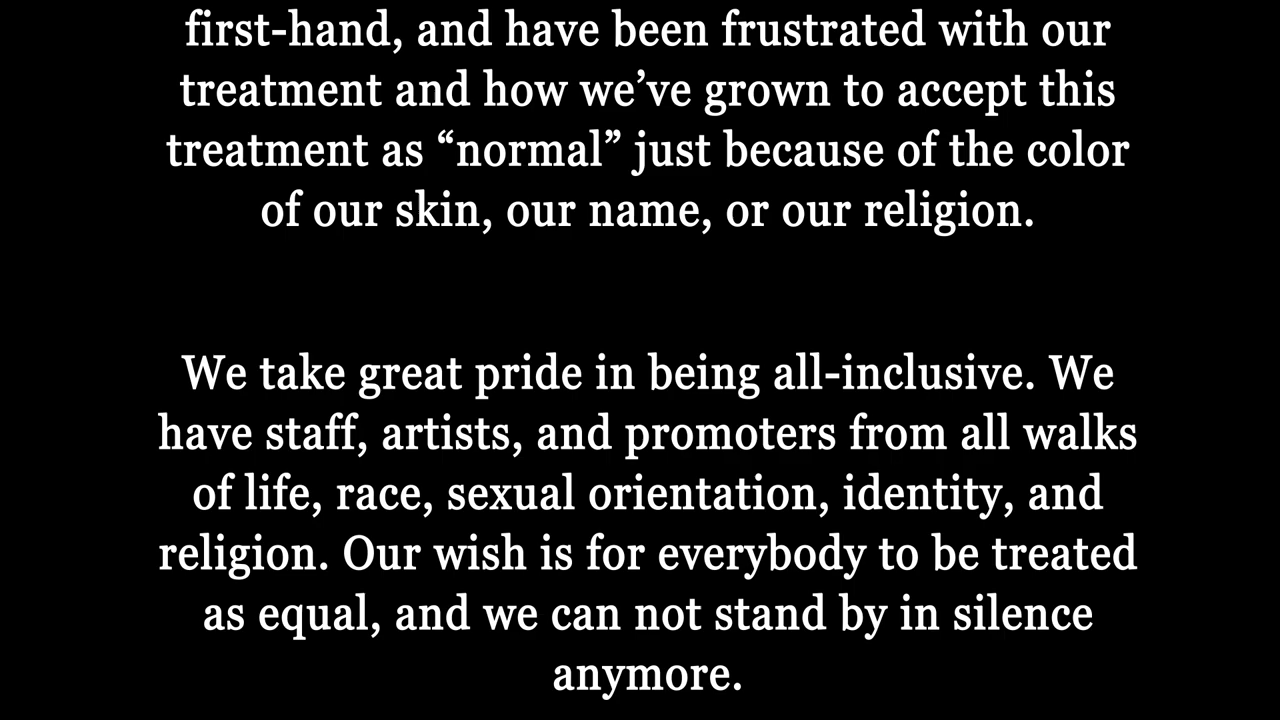 first-hand, and have been frustrated with our
treatment and how we’ve grown to accept this
treatment as “normal” just because of the color
of our skin, our name, or our religion.
We take great pride in being all-inclusive. We
have staff, artists, and promoters from all walks
of life, race, sexual orientation, identity, and
religion. Our wish is for everybody to be treated
as equal, and we can not stand by in silence
anymore.